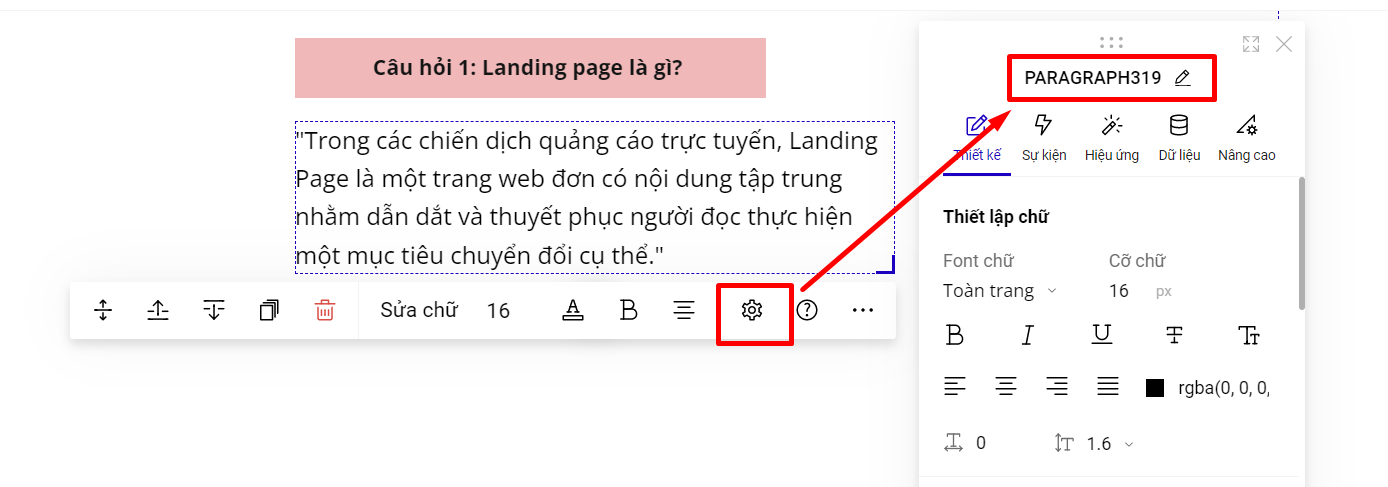 Câu hỏi 1: Landing page là gì?
"Trong các chiến dịch quảng cáo trực tuyến, Landing
Page là một trang web đơn có nội dung tập trung
nhằm dẫn dắt và thuyết phục người đọc thực hiện
một mục tiêu chuyển đổi cụ thể."
Sửa chữ 16
PARAGRAPH319
Thiết kế Sự kiện Hiệu ứng Dữ liệu Nâng cao
Thiết lập chữ
Font chữ Cỡ chữ
Toàn trang 16 px
rgba(0, 0, 0,
0 1.6